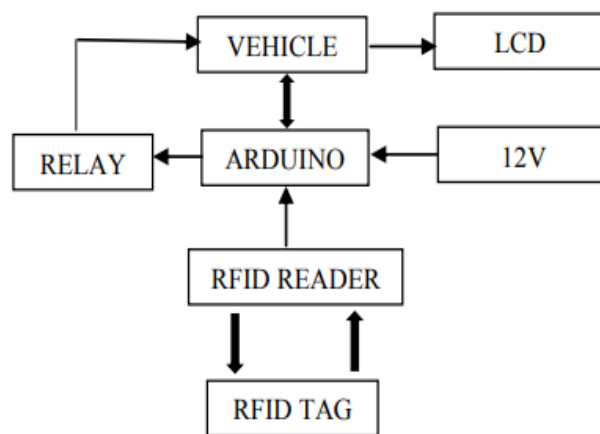 VEHICLE
LCD
RELAY
ARDUINO
12V
RFID READER
RFID TAG